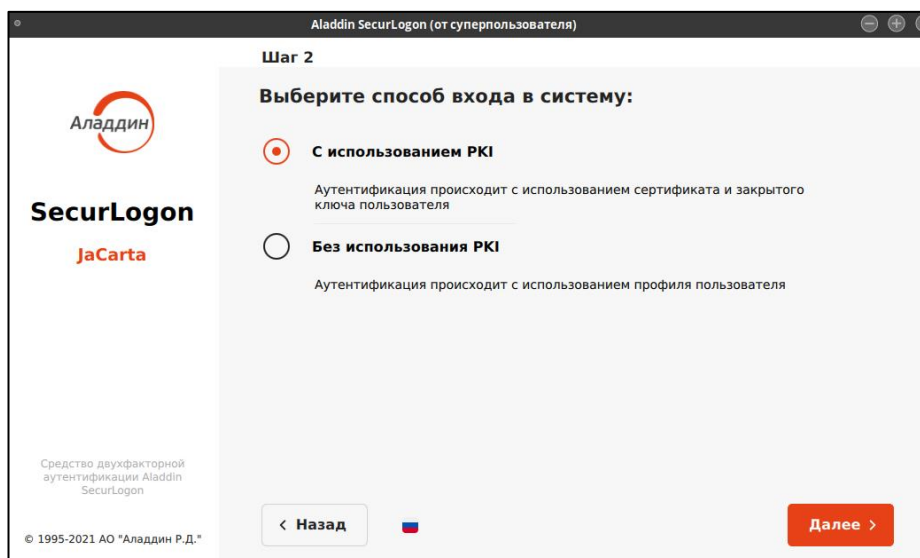 Aladdin SecurLogon (от суперпользователя)
Шаг 2
Выберите способ входа в систему:
Аладдин
С использованием PKI
Аутентификация происходит с использованием сертификата и закрытого
ключа пользователя
SecurLogon
JaCarta
Без использования PKI
Аутентификация происходит с использованием профиля пользователя
Средство двухфакторной
аутентификации Aladdin
SecurLogon
© 1995-2021 АО "Аладдин Р.Д."
< Назад
Далее >